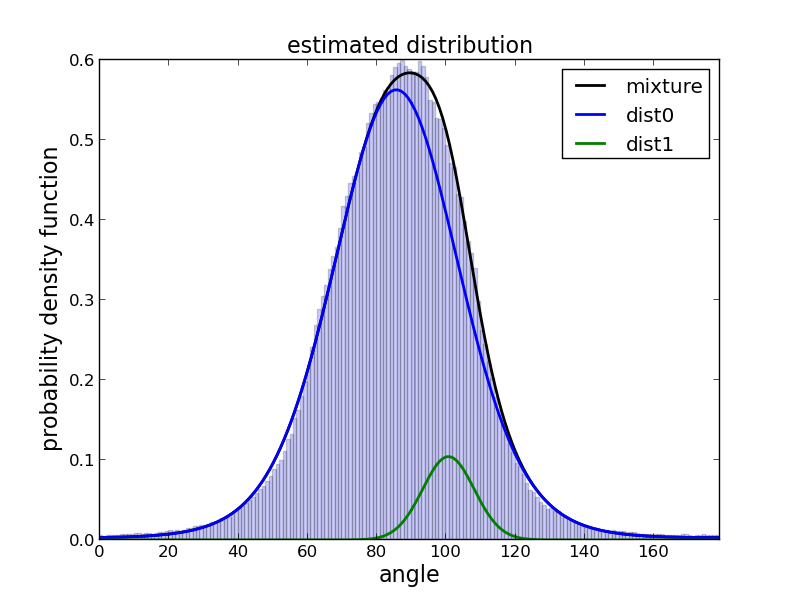 estimated distribution
mixture
dist0
dist1
probability density function
0.6
0.5
0.4
0.3
0.2
0.1
0.0
0 20 40 60 80 100 120 140 160
angle